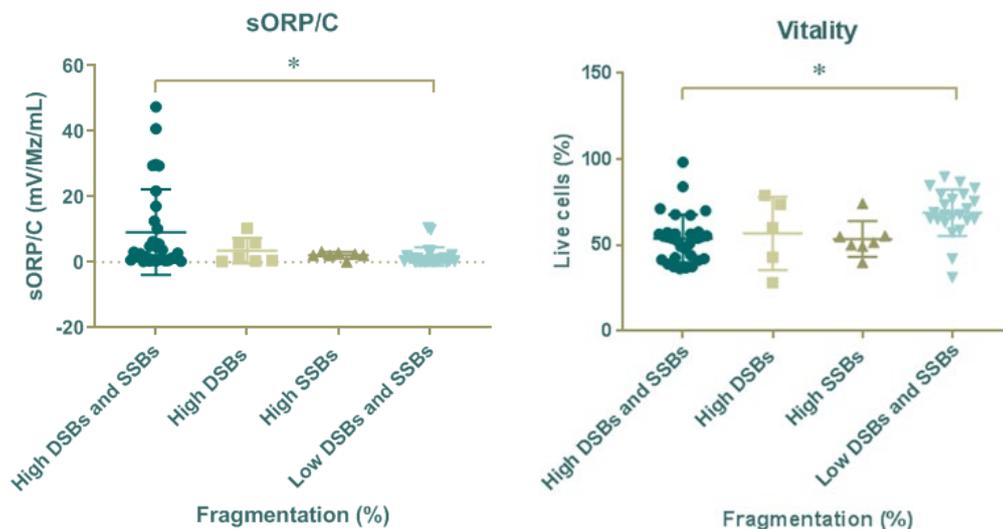 sORP/C
*
60
40
20
0
-20
sORP/C (mV/Mz/mL)
High DSBs and SSBs
High DSBs
High SSBs
Low DSBs and SSBs
Fragmentation (%)
Vitality
*
150
100
50
0
Live cells (%)
High DSBs and SSBs
High DSBs
High SSBs
Low DSBs and SSBs
Fragmentation (%)